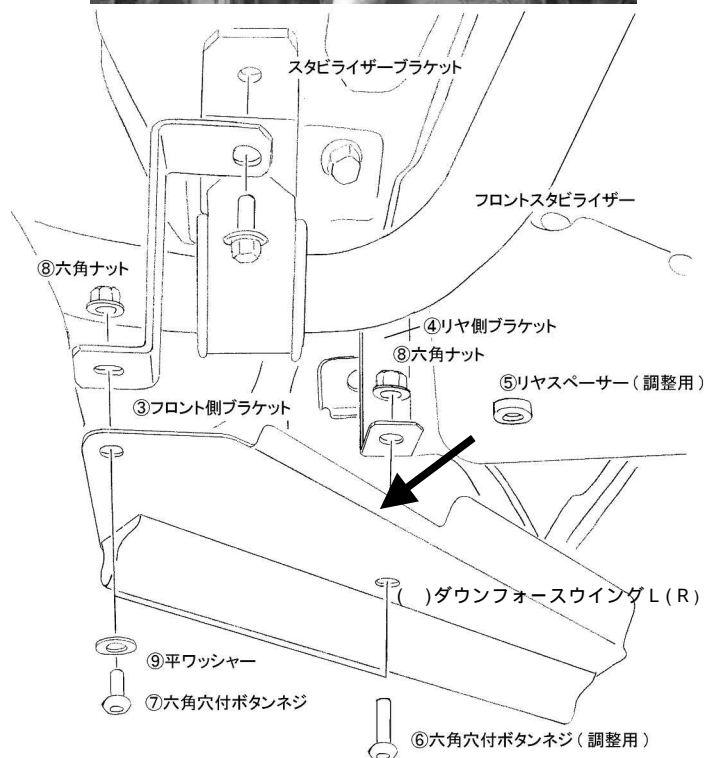 スタビライザーブラケット
フロントスタビライザー
⑧六角ナット
④リヤ側ブラケット
⑧六角ナット
⑤リヤスペーサー(調整用)
③フロント側ブラケット
(　)ダウンフォースウイングL(R)
⑨平ワッシャー
⑦六角穴付ボタンネジ
⑥六角穴付ボタンネジ(調整用)